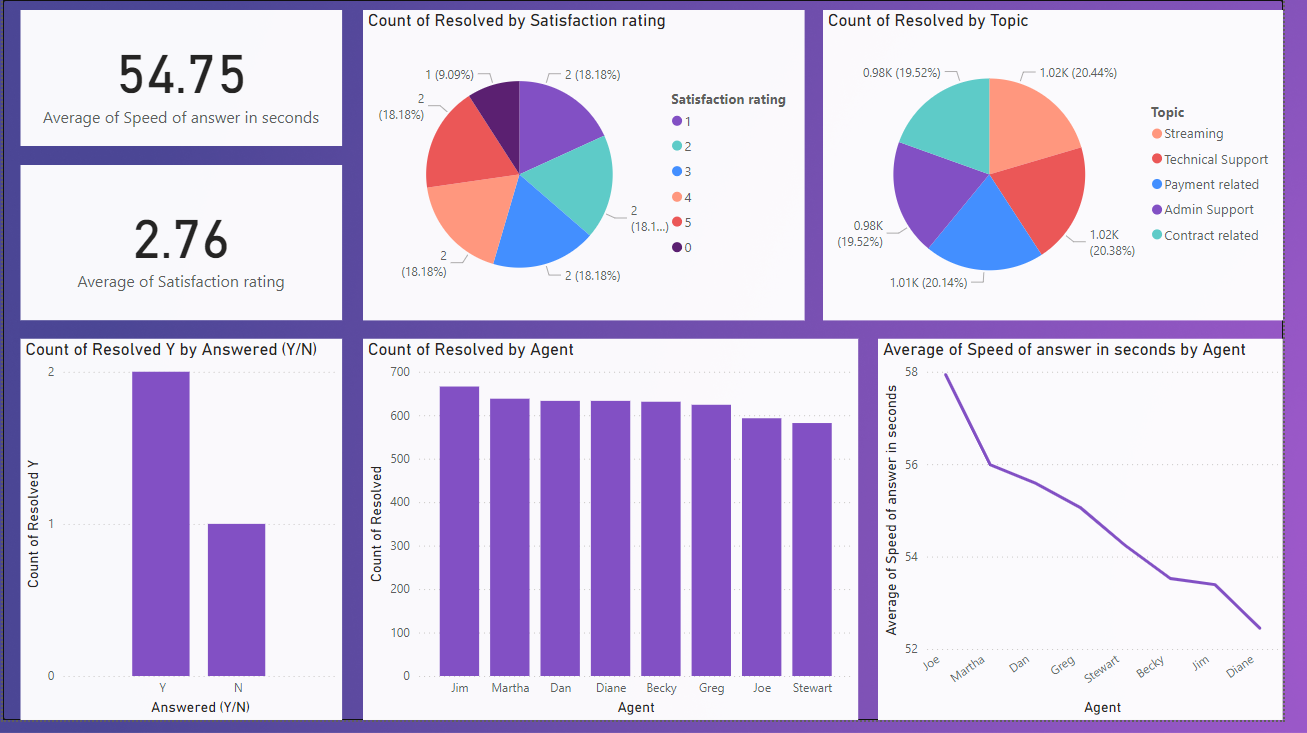 54.75
Average of Speed of answer in seconds
2.76
Average of Satisfaction rating
Count of Resolved by Satisfaction rating
1 (9.09%)
2 (18.18%)
2
(18.18%)
2
(18.1...)
2
(18.18%)
2 (18.18%)
Satisfaction rating
1
2
3
4
5
0
Count of Resolved by Topic
0.98K (19.52%)
1.02K (20.44%)
0.98K
(19.52%)
1.02K
(20.38%)
1.01K (20.14%)
Topic
Streaming
Technical Support
Payment related
Admin Support
Contract related
Count of Resolved Y by Answered (Y/N)
Count of Resolved Y
2
1
0
Y
N
Answered (Y/N)
Count of Resolved by Agent
Count of Resolved
700
600
500
400
300
200
100
0
Jim
Martha
Dan
Diane
Becky
Greg
Joe
Stewart
Agent
Average of Speed of answer in seconds by Agent
Average of Speed of answer in seconds
58
56
54
52
Joe
Martha
Dan
Greg
Stewart
Becky
Jim
Diane
Agent